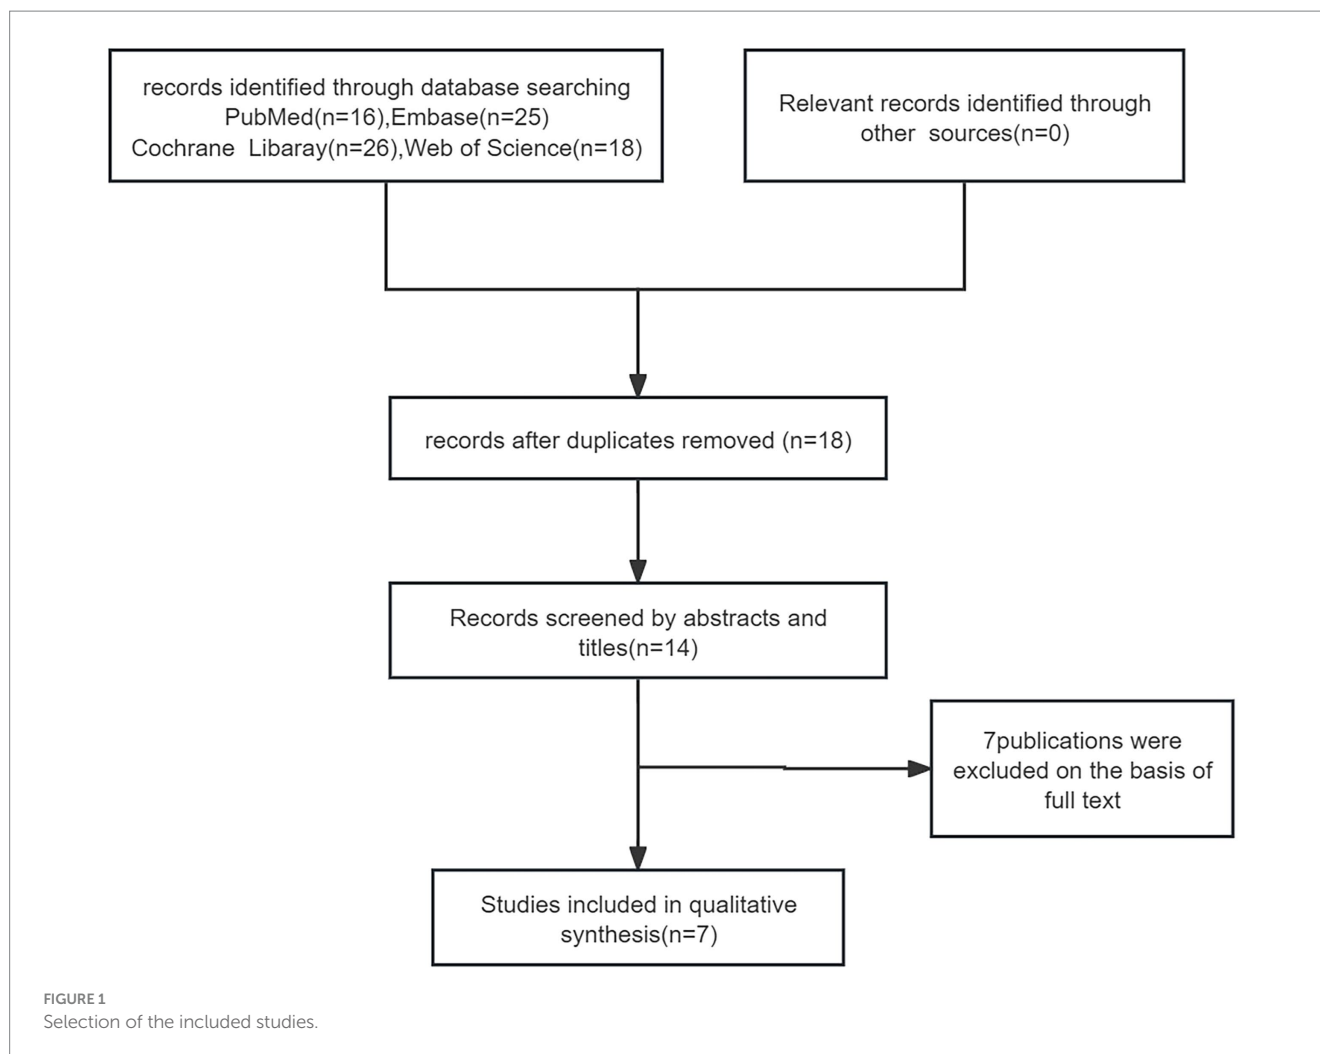 records identified through database searching
PubMed(n=16),Embase(n=25)
Cochrane  Libaray(n=26),Web of Science(n=18)
Relevant records identified through
other  sources(n=0)
records after duplicates removed (n=18)
Records screened by abstracts and
titles(n=14)
7publications were
excluded on the basis of
full text
Studies included in qualitative
synthesis(n=7)
FIGURE 1
Selection of the included studies.